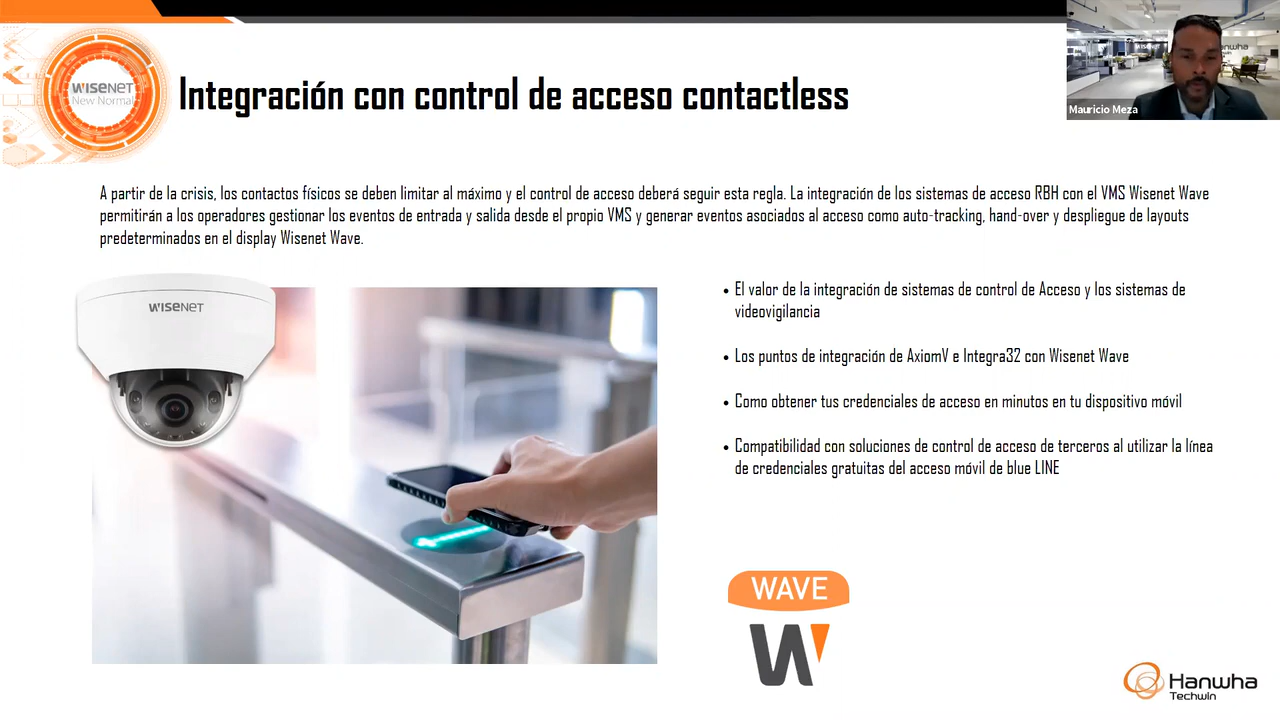 WISENET
New Normal
Integración con control de acceso contactless
WISENET
Hanwha
Mauricio Meza
A partir de la crisis, los contactos físicos se deben limitar al máximo y el control de acceso deberá seguir esta regla. La integración de los sistemas de acceso RBH con el VMS Wisenet Wave
permitirán a los operadores gestionar los eventos de entrada y salida desde el propio VMS y generar eventos asociados al acceso como auto-tracking, hand-over y despliegue de layouts
predeterminados en el display Wisenet Wave.
WISENET
• El valor de la integración de sistemas de control de Acceso y los sistemas de
videovigilancia
• Los puntos de integración de AxiomV e Integra32 con Wisenet Wave
• Como obtener tus credenciales de acceso en minutos en tu dispositivo móvil
• Compatibilidad con soluciones de control de acceso de terceros al utilizar la línea
de credenciales gratuitas del acceso móvil de blue LINE
WAVE
W
Hanwha
Techwin